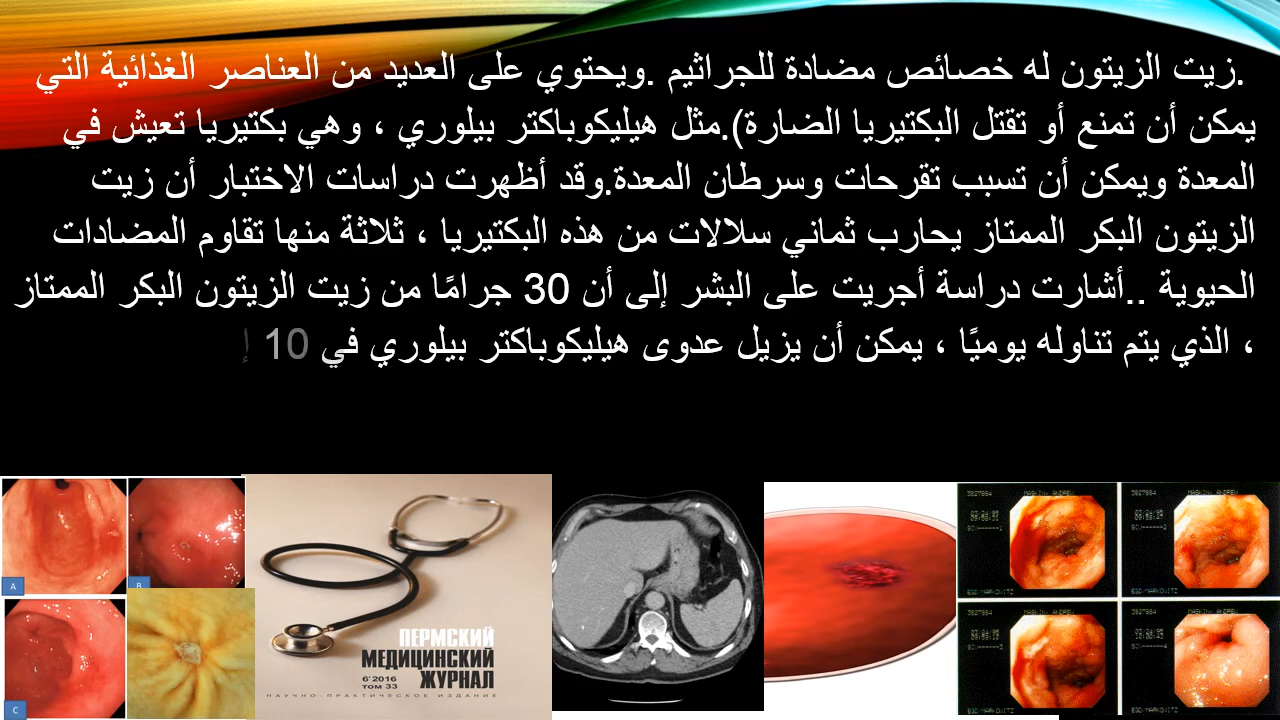 .زيت الزيتون له خصائص مضادة للجراثيم .ويحتوي على العديد من العناصر الغذائية التي
يمكن أن تمنع أو تقتل البكتيريا الضارة).مثل هيليكوباكتر بيلوري ، وهي بكتيريا تعيش في
المعدة ويمكن أن تسبب تقرحات وسرطان المعدة.وقد أظهرت دراسات الاختبار أن زيت
الزيتون البكر الممتاز يحارب ثماني سلالات من هذه البكتيريا ، ثلاثة منها تقاوم المضادات
الحيوية ..أشارت دراسة أجريت على البشر إلى أن 30 جرامًا من زيت الزيتون البكر الممتاز
، الذي يتم تناوله يوميًا ، يمكن أن يزيل عدوى هيليكوباكتر بيلوري في 10 إ
A
B
C
ПЕРМСКИЙ
МЕДИЦИНСКИЙ
6'2016 ЖУРНАЛ
том 33
НАУЧНО ПРАКТИЧЕСКОЕ ИЗДАНИЕ